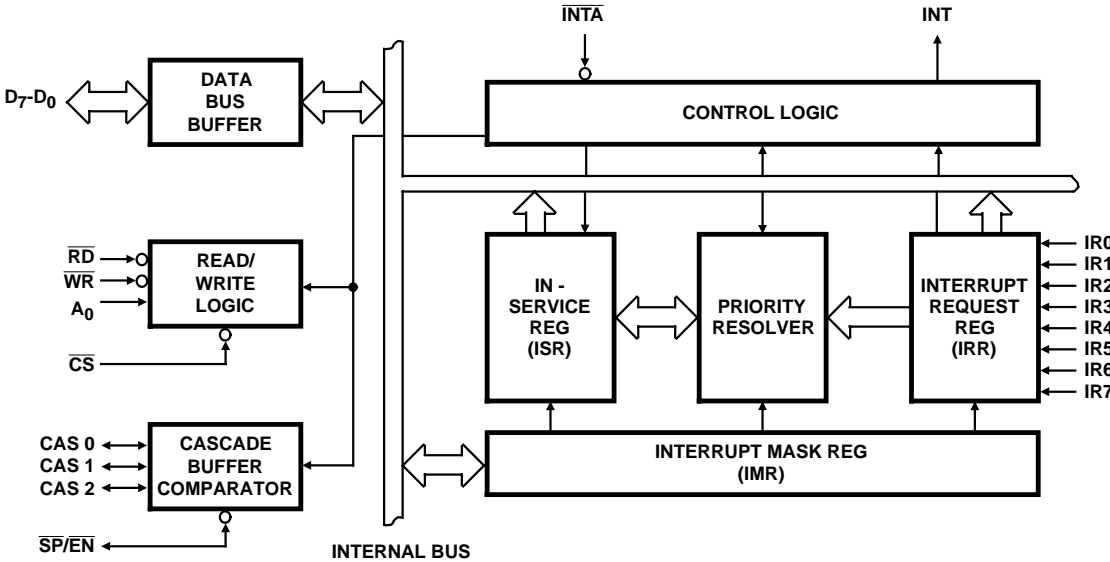 INTA
INT
D7-D0
DATA
BUS
BUFFER
CONTROL LOGIC
RD
WR
A0
CS
READ/
WRITE
LOGIC
IN -
SERVICE
REG
(ISR)
PRIORITY
RESOLVER
INTERRUPT
REQUEST
REG
(IRR)
IR0
IR1
IR2
IR3
IR4
IR5
IR6
IR7
CAS 0
CAS 1
CAS 2
CASCADE
BUFFER
COMPARATOR
INTERRUPT MASK REG
(IMR)
SP/EN
INTERNAL BUS